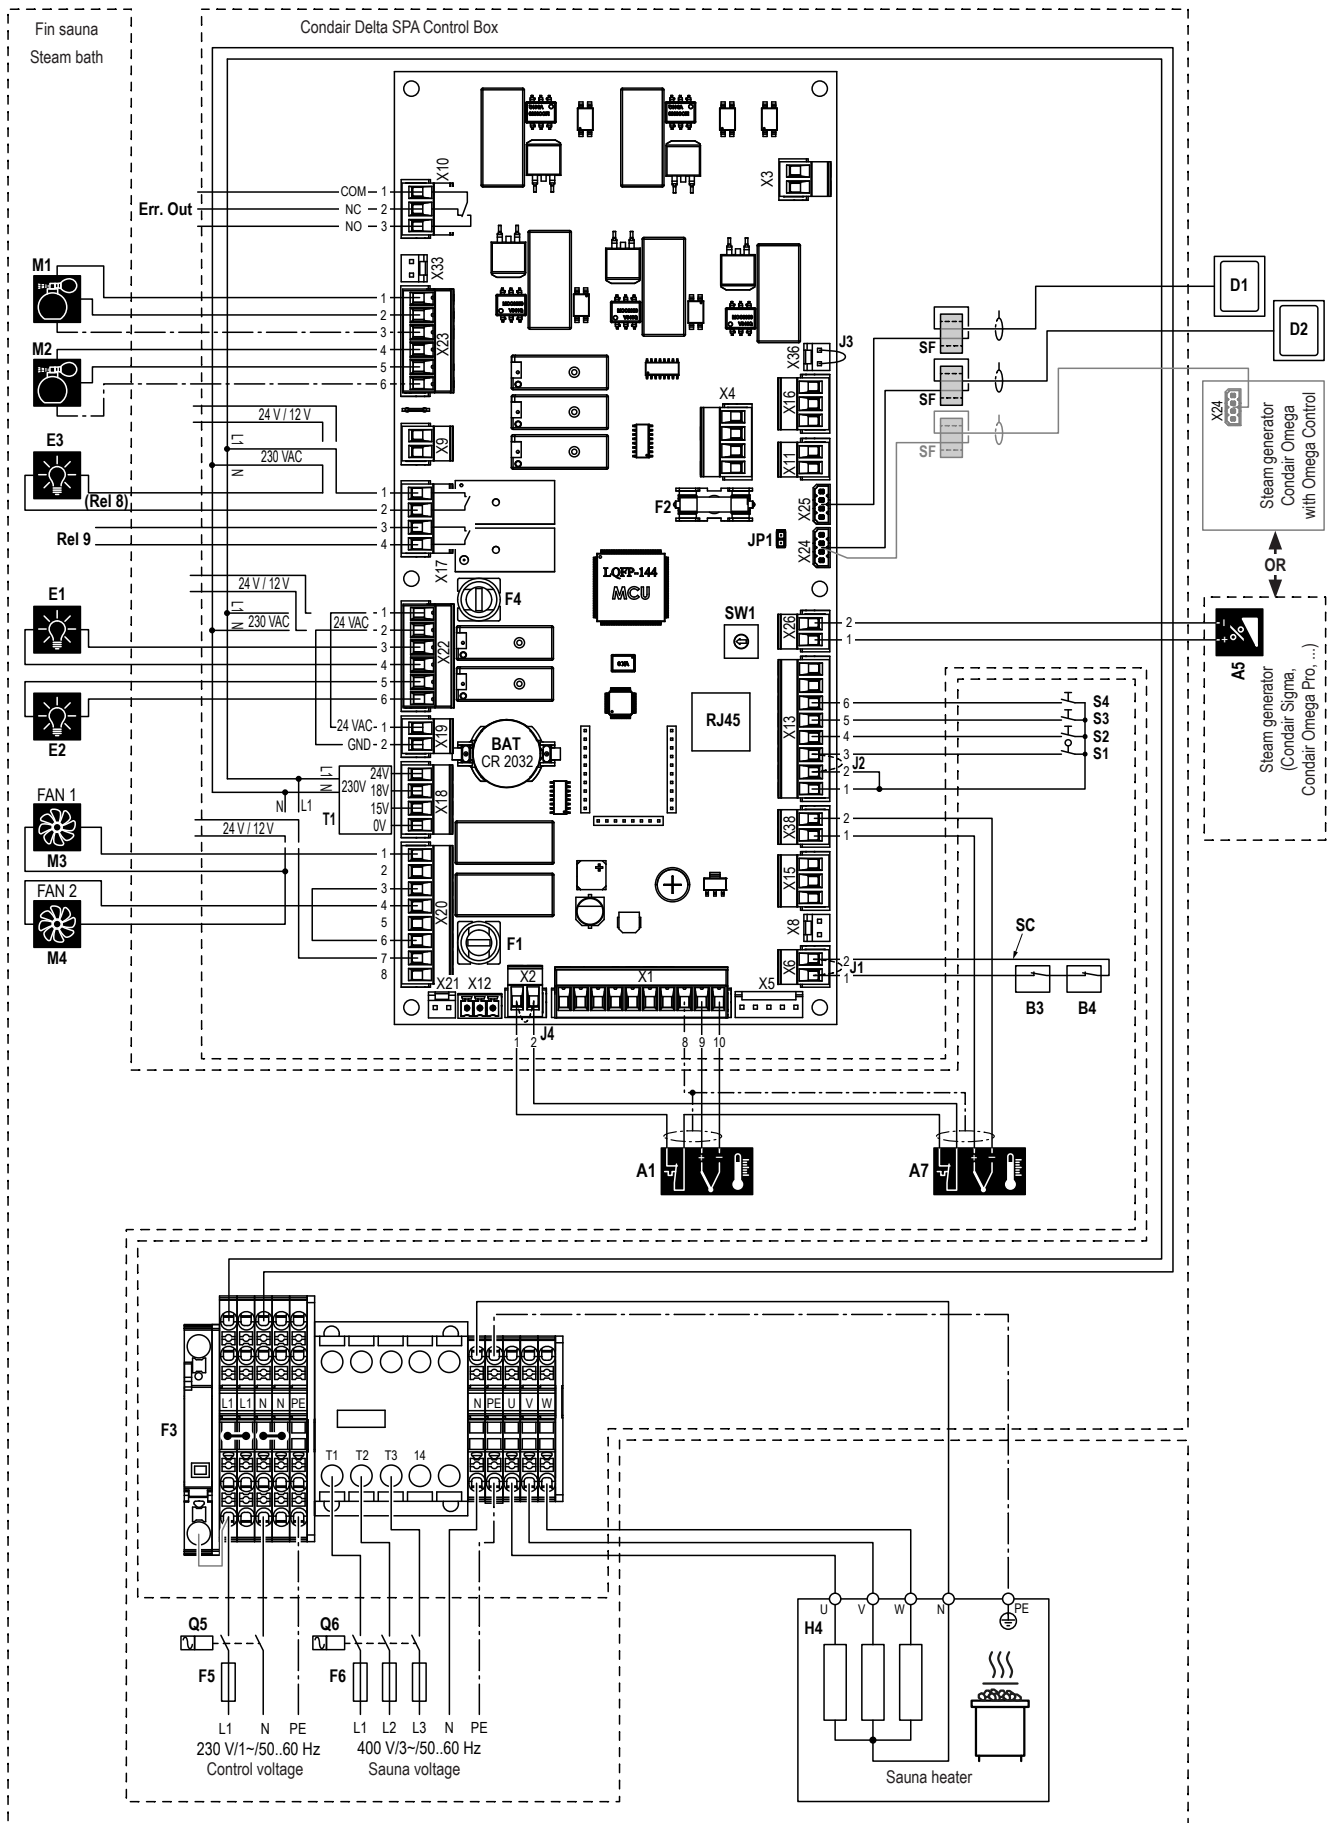 Fin sauna
Steam bath
Condair Delta SPA Control Box
X10
COM 1
NC 2
NO 3
Err. Out
X33
X3
M1
M2
1
2
3
4
5
6
X23
J3
X36
X16
X4
X11
X9
24 V / 12 V
L1
230 VAC
N
E3
(Rel 8)
Rel 9
1
2
3
4
X17
F2
X25
JP1
X24
LQFP-144
MCU
F4
SW1
D1
D2
SF
SF
SF
X24
Steam generator
Condair Omega
with Omega Control
OR
A5
%
- +
Steam generator
(Condair Sigma,
Condair Omega Pro, ...)
24 V / 12 V
L1
230 VAC
N
24 VAC
E1
E2
1
2
3
4
5
6
X22
24 VAC 1
GND 2
X19
BAT
CR 2032
RJ45
X26
2
1
X13
6
5
4
3
2
1
J2
S4
S3
S2
S1
X38
2
1
X15
X8
X6
2
1
J1
SC
B3
B4
L1
N
230V
T1
24V
18V
15V
0V
X18
N
L1
24 V / 12 V
FAN 1
M3
FAN 2
M4
1
2
3
4
5
6
7
8
X20
F1
X21
X12
X2
X1
X5
J4
1
2
8
9
10
A1
+ −
A7
+ −
F3
L1 L1 N N PE
T1 T2 T3 14
N PE U V W
Q5
F5
Q6
F6
L1 N PE
230 V/1~/50..60 Hz
Control voltage
L1 L2 L3 N PE
400 V/3~/50..60 Hz
Sauna voltage
H4
U V W N PE
Sauna heater